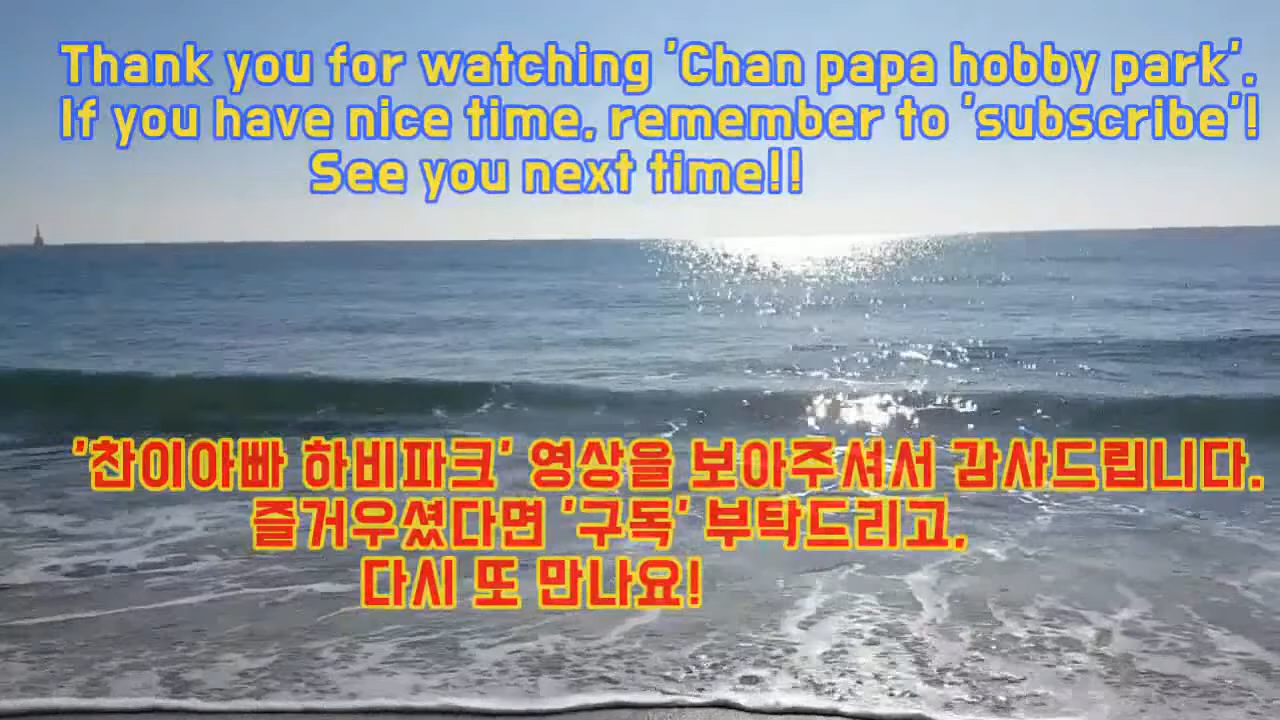 Thank you for watching 'Chan papa hobby park'.
If you have nice time, remember to 'subscribe'!
See you next time!!
'찬이아빠 하비파크' 영상을 보아주셔서 감사드립니다.
즐거우셨다면 '구독' 부탁드리고,
다시 또 만나요!